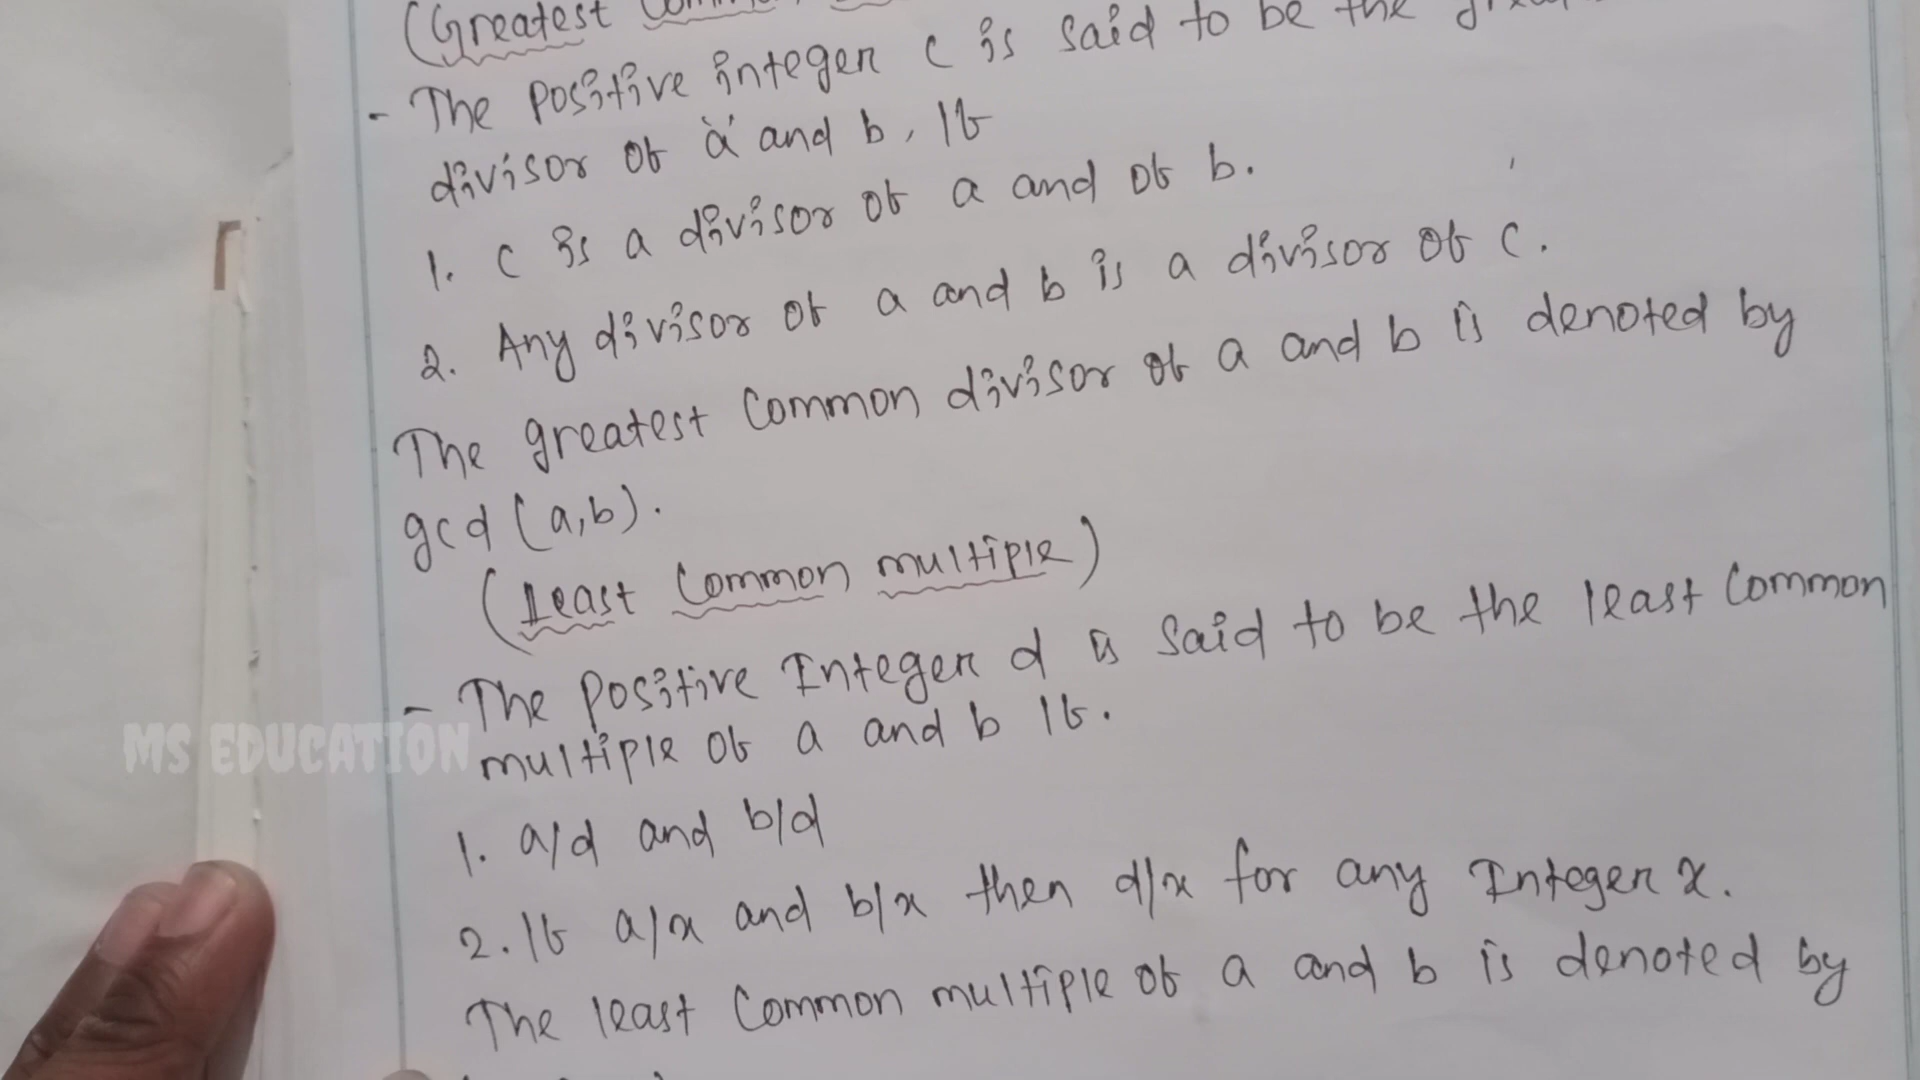 (Greatest
- The positive integer c is said to be the
divisor of 'a' and b, If
1. c is a divisor of a and of b.
2. Any divisor of a and b is a divisor of c.
The greatest Common divisor of a and b is denoted by
gcd (a,b).
(Least Common multiple)
- The positive Integer d is said to be the least Common
multiple of a and b If.
1. a/d and b/d
2. If a/x and b/x then d/x for any Integer x.
The least Common multiple of a and b is denoted by
MS EDUCATION